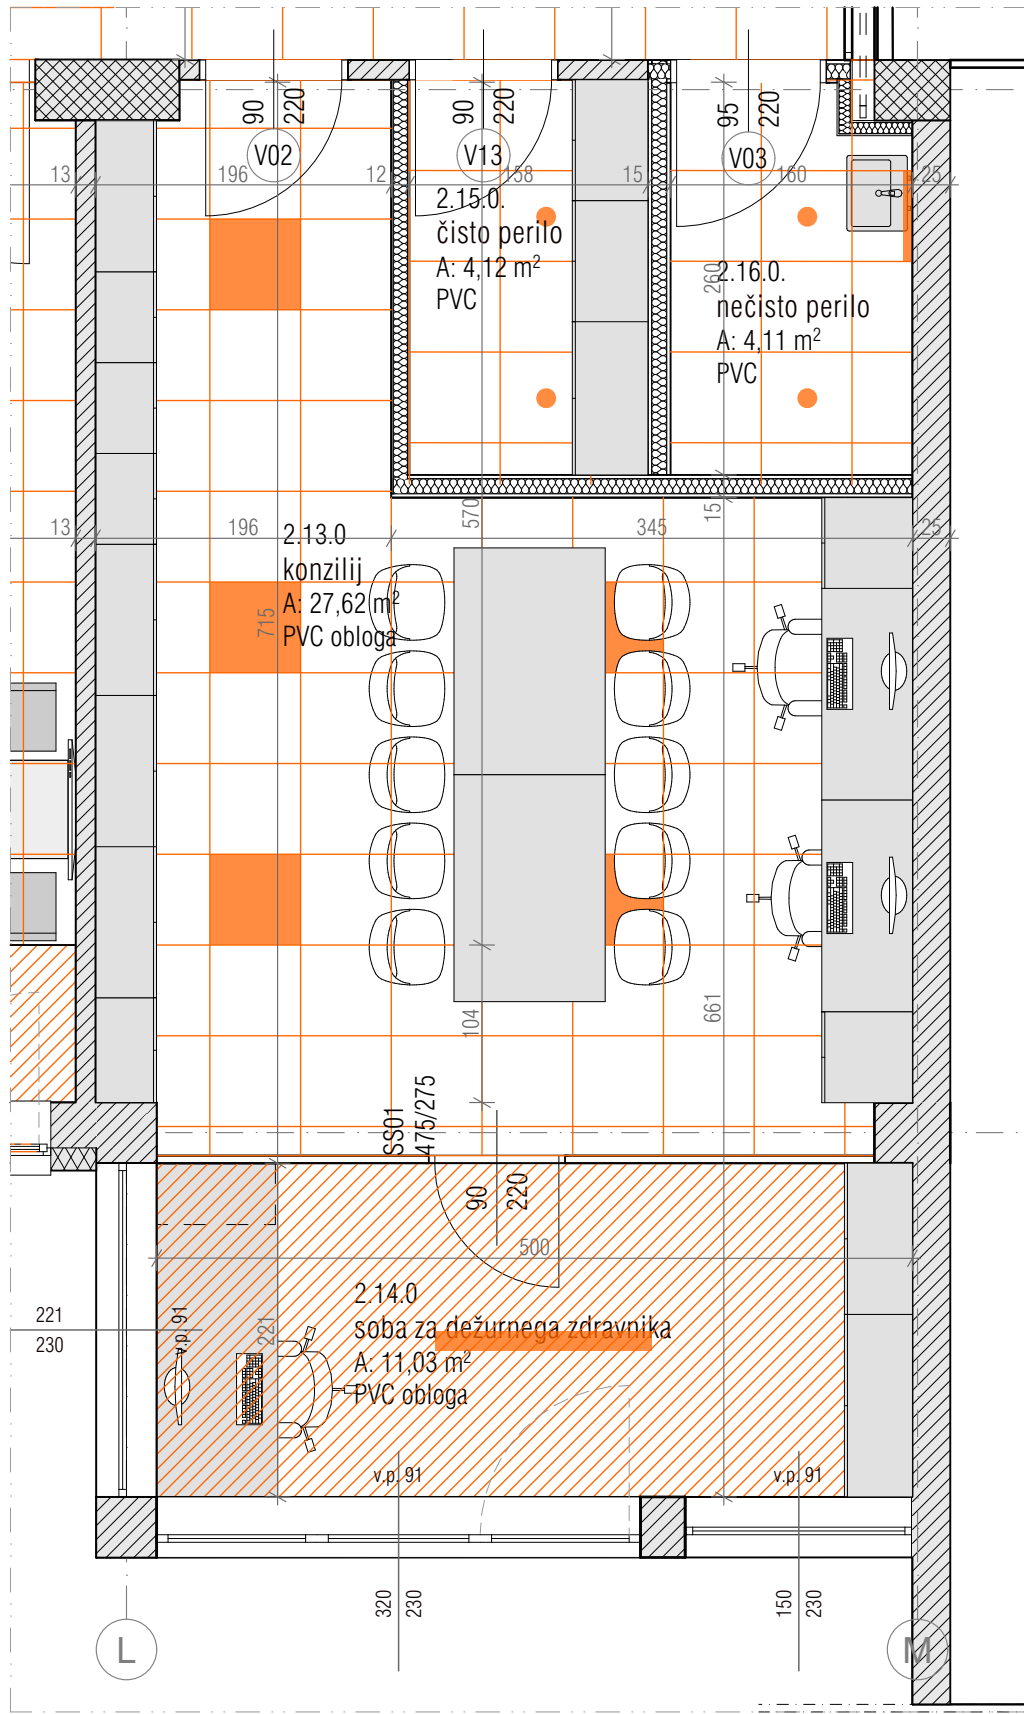 90
220
V02
90
220
V13
95
220
V03
13
196
12
158
15
160
25
2.15.0.
čisto perilo
A: 4,12 m²
PVC
260
2.16.0.
nečisto perilo
A: 4,11 m²
PVC
13
196
570
345
15
25
2.13.0
konzilij
A: 27,62 m²
PVC obloga
715
104
661
SS01
475/275
90
220
500
221
230
v.p. 91
221
2.14.0
soba za dežurnega zdravnika
A: 11,03 m²
PVC obloga
v.p. 91
v.p. 91
320
230
150
230
L
M